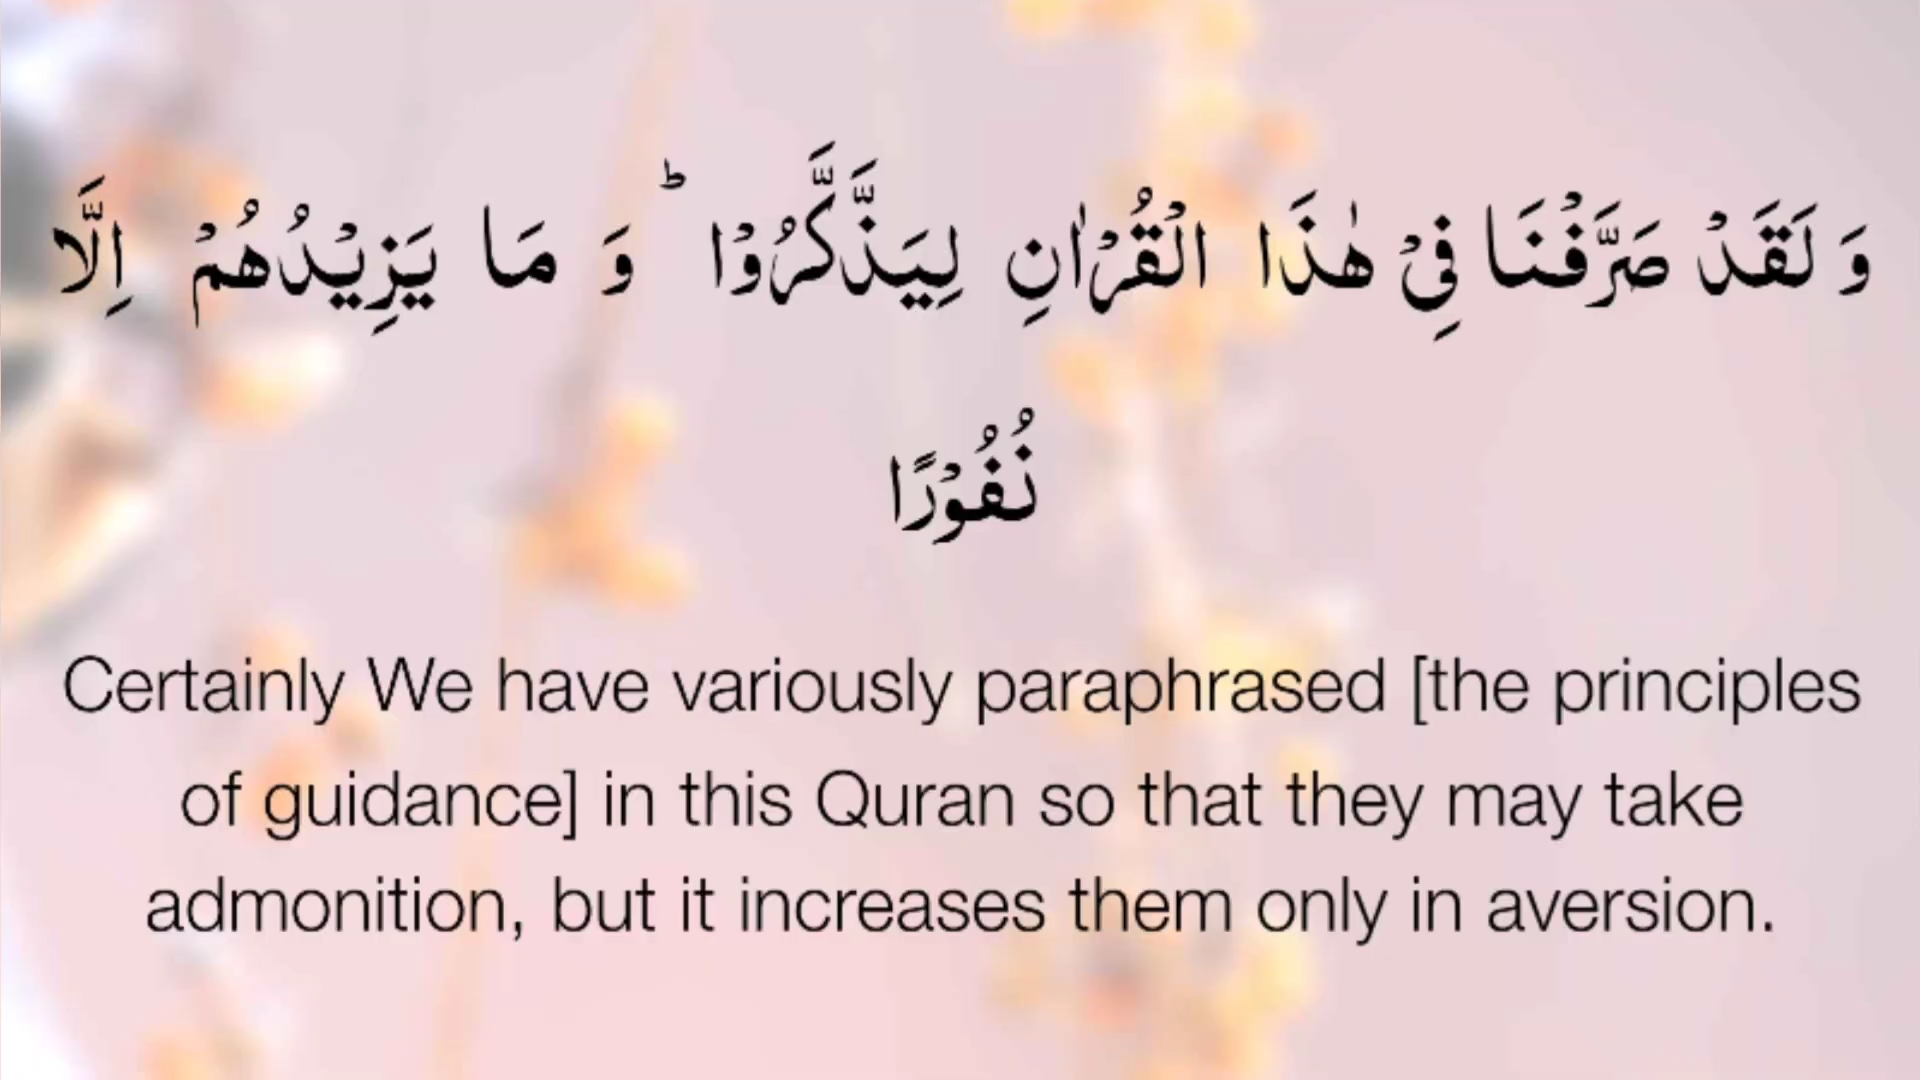 وَ لَقَدْ صَرَّفْنَا فِیْ هٰذَا الْقُرْاٰنِ لِیَذَّكَّرُوْاؕ وَ مَا یَزِیْدُهُمْ اِلَّا
نُفُوْرًا
Certainly We have variously paraphrased [the principles
of guidance] in this Quran so that they may take
admonition, but it increases them only in aversion.